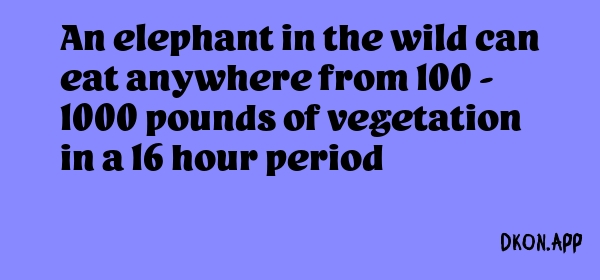 An elephant in the wild can
eat anywhere from 100 -
1000 pounds of vegetation
in a 16 hour period
DKON.APP